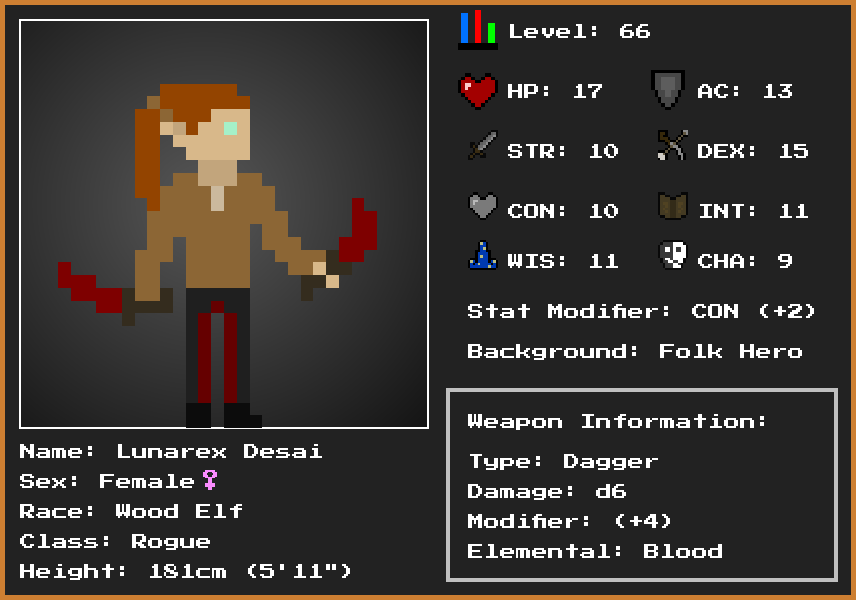 Level: 66
HP: 17 AC: 13
STR: 10 DEX: 15
CON: 10 INT: 11
WIS: 11 CHA: 9
Stat Modifier: CON (+2)
Background: Folk Hero
Name: Lunarex Desai
Sex: Female♀
Race: Wood Elf
Class: Rogue
Height: 181cm (5'11")
Weapon Information:
Type: Dagger
Damage: d6
Modifier: (+4)
Elemental: Blood